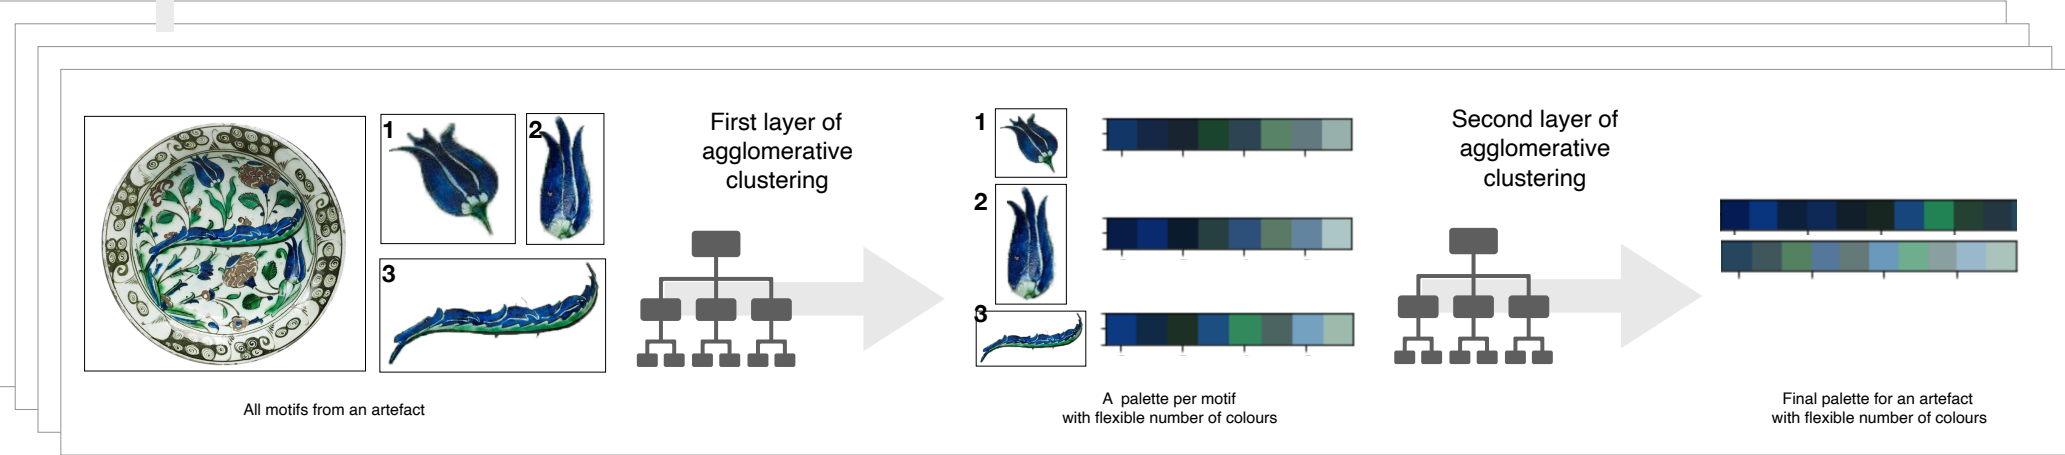 1
2
3
All motifs from an artefact
First layer of
agglomerative
clustering
1
2
3
A palette per motif
with flexible number of colours
Second layer of
agglomerative
clustering
Final palette for an artefact
with flexible number of colours